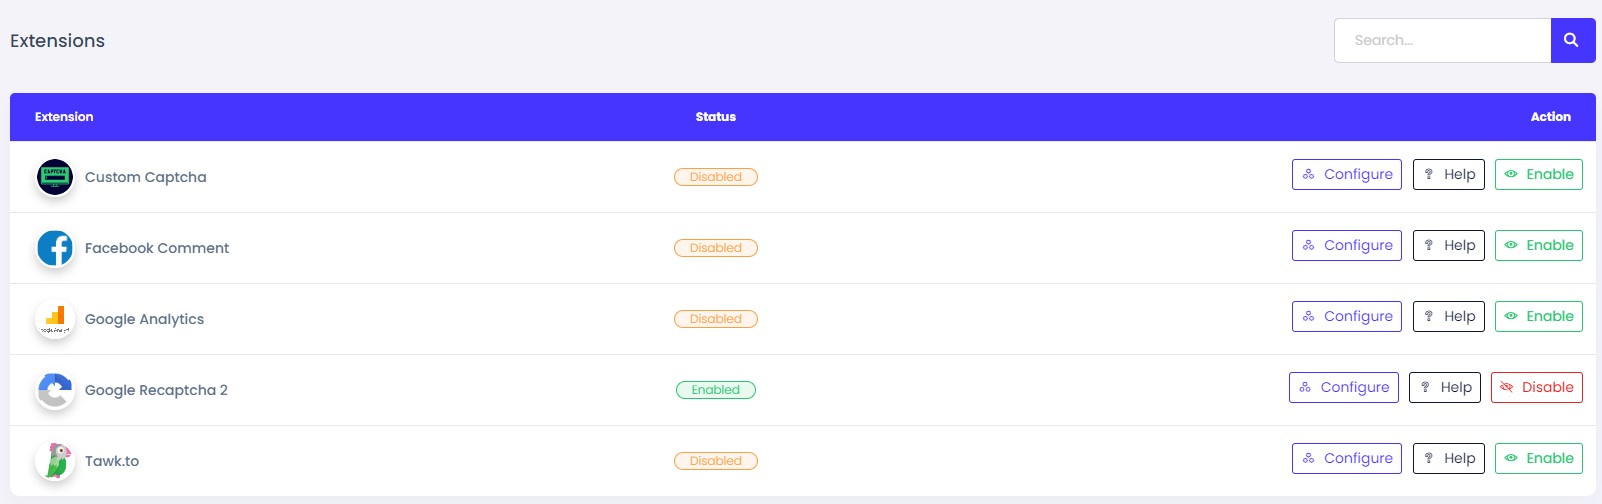 Extensions
Search...
Extension Status Action
CAPTCHA
Custom Captcha Disabled Configure Help Enable
Facebook Comment Disabled Configure Help Enable
Google Analytics Disabled Configure Help Enable
Google Recaptcha 2 Enabled Configure Help Disable
Tawk.to Disabled Configure Help Enable